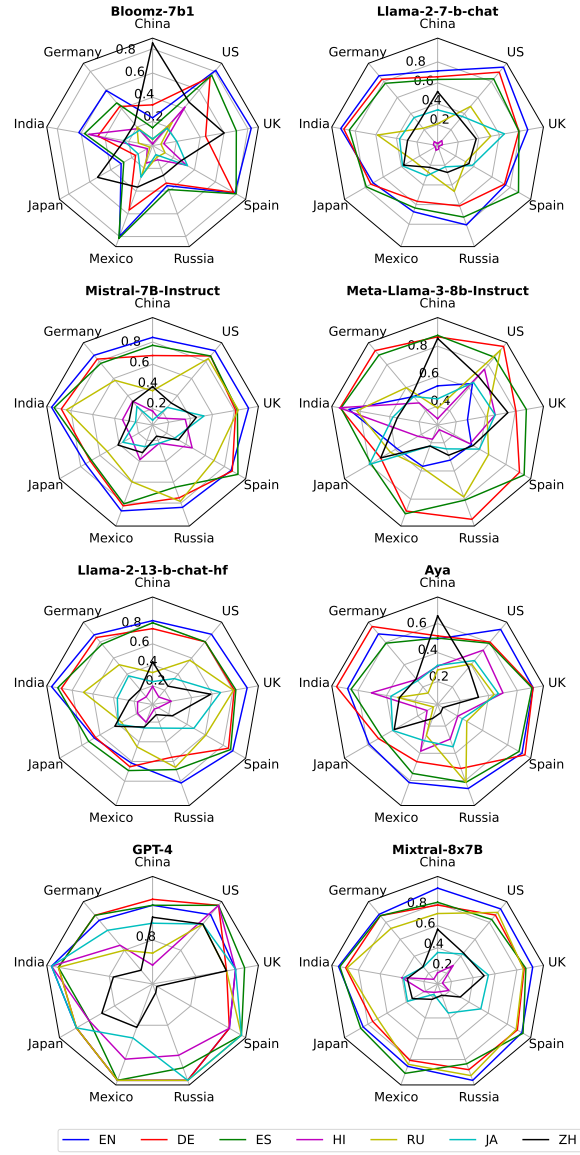 Bloomz-7b1
China
US
UK
Spain
Russia
Mexico
Japan
India
Germany
0.2
0.4
0.6
0.8
Llama-2-7-b-chat
China
US
UK
Spain
Russia
Mexico
Japan
India
Germany
0.2
0.4
0.6
0.8
Mistral-7B-Instruct
China
US
UK
Spain
Russia
Mexico
Japan
India
Germany
0.2
0.4
0.6
0.8
Meta-Llama-3-8b-Instruct
China
US
UK
Spain
Russia
Mexico
Japan
India
Germany
0.4
0.6
0.8
Llama-2-13-b-chat-hf
China
US
UK
Spain
Russia
Mexico
Japan
India
Germany
0.2
0.4
0.6
0.8
Aya
China
US
UK
Spain
Russia
Mexico
Japan
India
Germany
0.2
0.4
0.6
GPT-4
China
US
UK
Spain
Russia
Mexico
Japan
India
Germany
0.8
Mixtral-8x7B
China
US
UK
Spain
Russia
Mexico
Japan
India
Germany
0.2
0.4
0.6
0.8
EN DE ES HI RU JA ZH